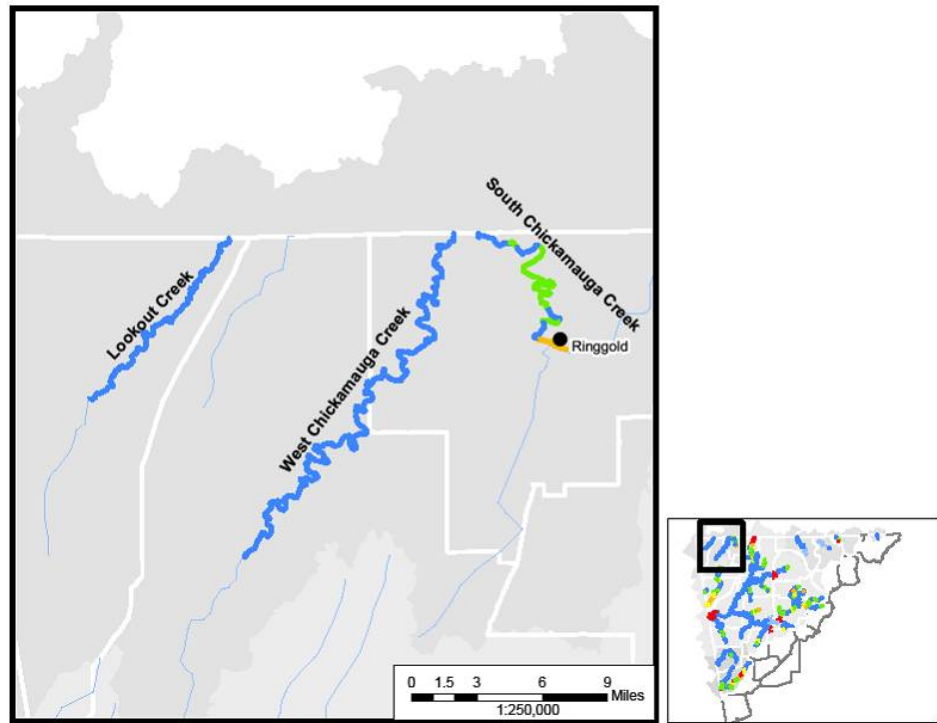 South Chickamauga Creek
Lookout Creek
West Chickamauga Creek
Ringgold
0 1.5 3 6 9
Miles
1:250,000